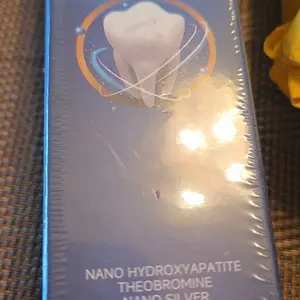 NANO HYDROXYAPATITE
THEOBROMINE
NANO SILVER